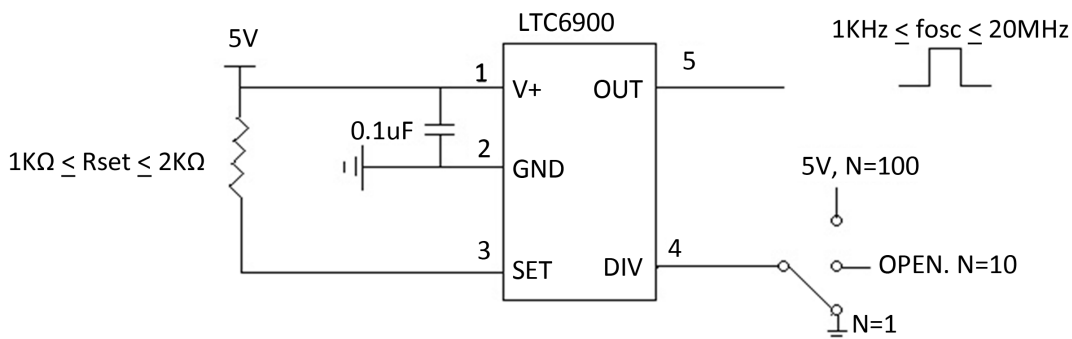 LTC6900
1KHz ≤ fosc ≤ 20MHz
5V
1
V+
OUT
5
0.1uF
1KΩ ≤ Rset ≤ 2KΩ
2
GND
5V, N=100
3
SET
DIV
4
OPEN. N=10
N=1